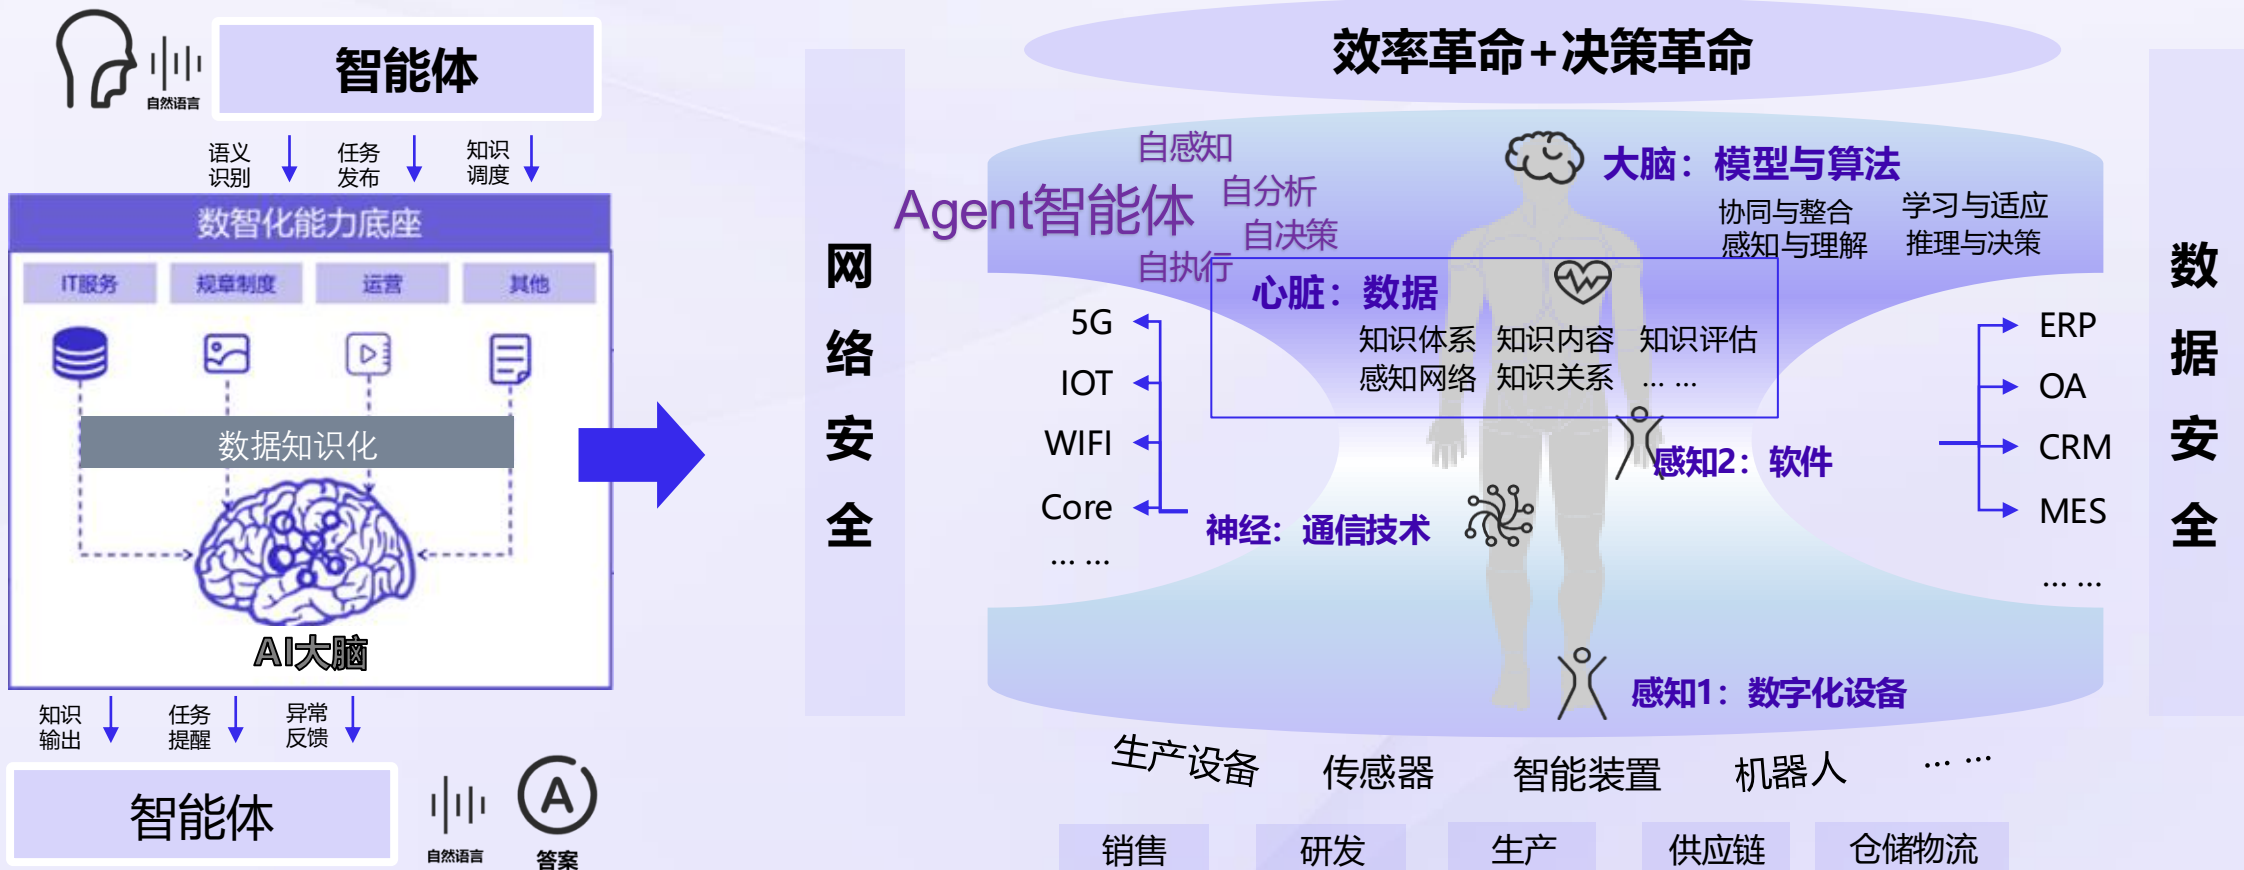 自然语言
智能体
语义
识别
任务
发布
知识
调度
数智化能力底座
IT服务
规章制度
运营
其他
数据知识化
AI大脑
知识
输出
任务
提醒
异常
反馈
智能体
自然语言
A
答案
网
络
安
全
效率革命+决策革命
自感知
Agent智能体
自分析
自决策
自执行
大脑：模型与算法
协同与整合
学习与适应
感知与理解
推理与决策
心脏：数据
知识体系 知识内容 知识评估
感知网络 知识关系 ... ...
5G
IOT
WIFI
Core
... ...
神经：通信技术
感知2：软件
ERP
OA
CRM
MES
... ...
感知1：数字化设备
生产设备
传感器
智能装置
机器人
... ...
销售
研发
生产
供应链
仓储物流
数
据
安
全